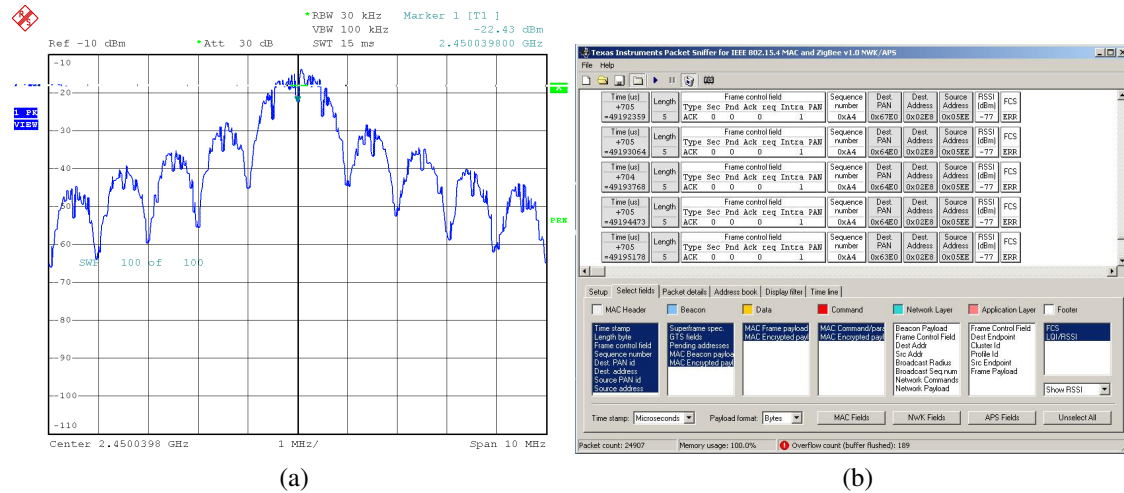 *RBW 30 kHz Marker 1 [T1 ]
VBW 100 kHz -22.43 dBm
Ref -10 dBm *Att 30 dB SWT 15 ms 2.450039800 GHz
-10
-20
-30
-40
-50
-60
-70
-80
-90
-100
-110
A
1 PK
VIEW
PRN
SWP 100 of 100
Center 2.4500398 GHz 1 MHz/ Span 10 MHz
(a)
Texas Instruments Packet Sniffer for IEEE 802.15.4 MAC and ZigBee v1.0 NWK/APS
File Help
Time (us) Length Frame control field Sequence Dest. Dest. Source RSSI FCS
+705 Type Sec Pnd Ack req Intra PAN number PAN Address Address (dBm)
=49192359 5 ACK 0 0 0 1 0xA4 0x67E0 0x02E8 0x05EE -77 ERR
Time (us) Length Frame control field Sequence Dest. Dest. Source RSSI FCS
+705 Type Sec Pnd Ack req Intra PAN number PAN Address Address (dBm)
=49193064 5 ACK 0 0 0 1 0xA4 0x64E0 0x02E8 0x05EE -77 ERR
Time (us) Length Frame control field Sequence Dest. Dest. Source RSSI FCS
+704 Type Sec Pnd Ack req Intra PAN number PAN Address Address (dBm)
=49193768 5 ACK 0 0 0 1 0xA4 0x64E0 0x02E8 0x05EE -77 ERR
Time (us) Length Frame control field Sequence Dest. Dest. Source RSSI FCS
+705 Type Sec Pnd Ack req Intra PAN number PAN Address Address (dBm)
=49194473 5 ACK 0 0 0 1 0xA4 0x64E0 0x02E8 0x05EE -77 ERR
Time (us) Length Frame control field Sequence Dest. Dest. Source RSSI FCS
+705 Type Sec Pnd Ack req Intra PAN number PAN Address Address (dBm)
=49195178 5 ACK 0 0 0 1 0xA4 0x63E0 0x02E8 0x05EE -77 ERR
Setup Select fields Packet details Address book Display filter Time line
MAC Header Beacon Data Command Network Layer Application Layer Footer
Time stamp Superframe spec. MAC Frame payload MAC Command/para Beacon Payload Frame Control Field FCS
Length byte GTS fields MAC Encrypted payl MAC Encrypted payl Frame Control Field Dest Endpoint LQI/RSSI
Frame control field Pending addresses Dest Addr Cluster Id
Sequence number MAC Beacon payloa Src Addr Profile Id
Dest. PAN id MAC Encrypted payl Broadcast Radius Src Endpoint
Dest. address Broadcast Seq.num Frame Payload
Source PAN id Network Commands
Source address Network Payload Show RSSI
Time stamp: Microseconds Payload format: Bytes MAC Fields NWK Fields APS Fields Unselect All
Packet count: 24907 Memory usage: 100.0% Overflow count (buffer flushed): 189
(b)